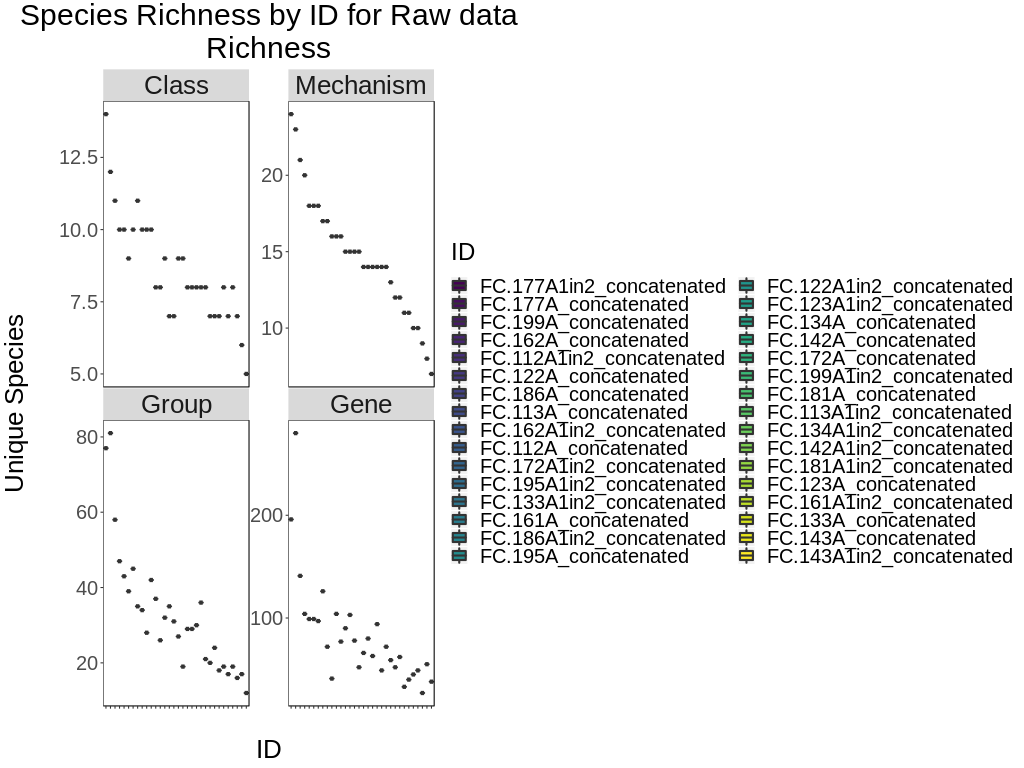 Species Richness by ID for Raw data
Richness
Class
Mechanism
12.5
10.0
7.5
5.0
20
15
10
Group
Gene
80
60
40
20
200
100
Unique Species
ID
ID
FC.177A1in2_concatenated
FC.177A_concatenated
FC.199A_concatenated
FC.162A_concatenated
FC.112A1in2_concatenated
FC.122A_concatenated
FC.186A_concatenated
FC.113A_concatenated
FC.162A1in2_concatenated
FC.112A_concatenated
FC.172A1in2_concatenated
FC.195A1in2_concatenated
FC.133A1in2_concatenated
FC.161A_concatenated
FC.186A1in2_concatenated
FC.195A_concatenated
FC.122A1in2_concatenated
FC.123A1in2_concatenated
FC.134A_concatenated
FC.142A_concatenated
FC.172A_concatenated
FC.199A1in2_concatenated
FC.181A_concatenated
FC.113A1in2_concatenated
FC.134A1in2_concatenated
FC.142A1in2_concatenated
FC.181A1in2_concatenated
FC.123A_concatenated
FC.161A1in2_concatenated
FC.133A_concatenated
FC.143A_concatenated
FC.143A1in2_concatenated